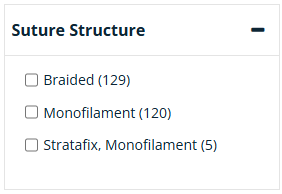 Suture Structure
Braided (129)
Monofilament (120)
Stratafix, Monofilament (5)